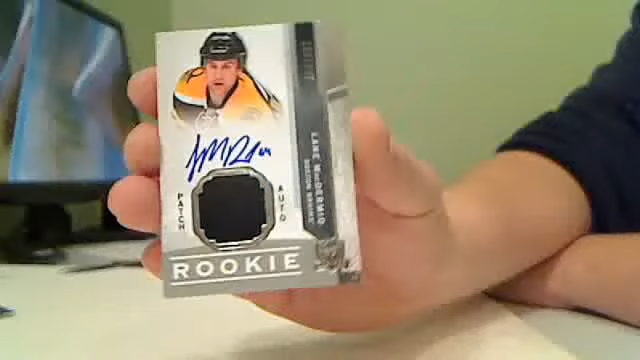 LANE MacDERMID
BOSTON BRUINS
PATCH
AUTO
ROOKIE